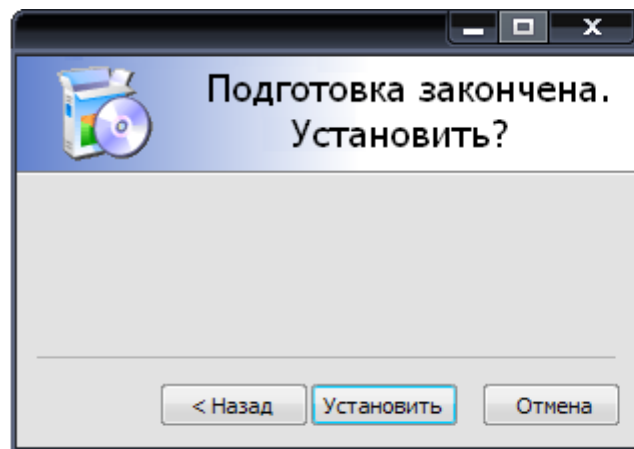 Подготовка закончена.
Установить?
< Назад Установить Отмена